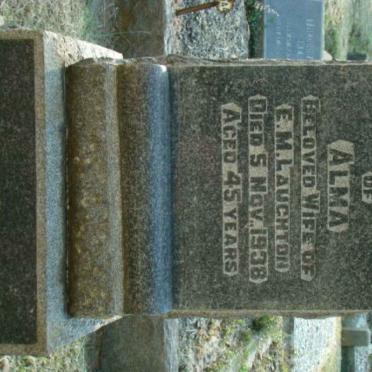 OF
ALMA
BELOVED WIFE OF
E. M. LAUGHTON
DIED 5 NOV. 1938
AGED 45 YEARS